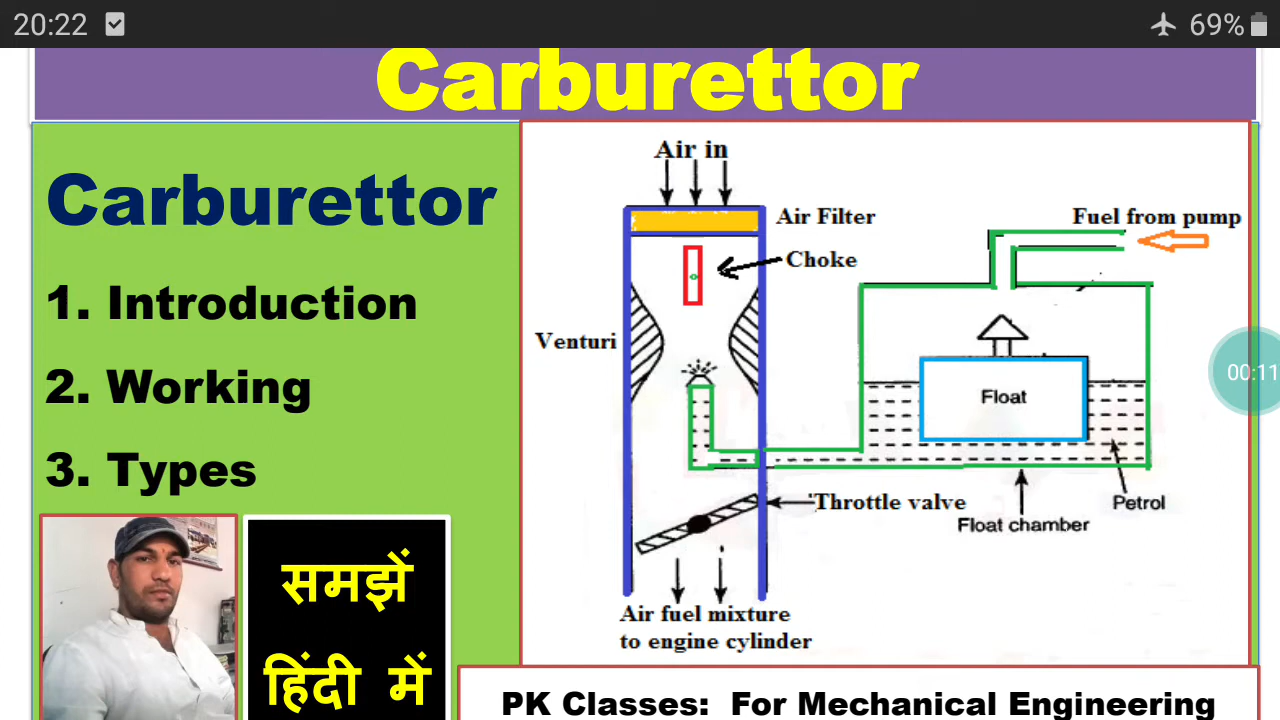 20:22
69%
Carburettor
Carburettor
1. Introduction
2. Working
3. Types
समझें
हिंदी में
Air in
Air Filter
Fuel from pump
Choke
Venturi
00:11
Float
Throttle valve
Petrol
Float chamber
Air fuel mixture
to engine cylinder
PK Classes: For Mechanical Engineering